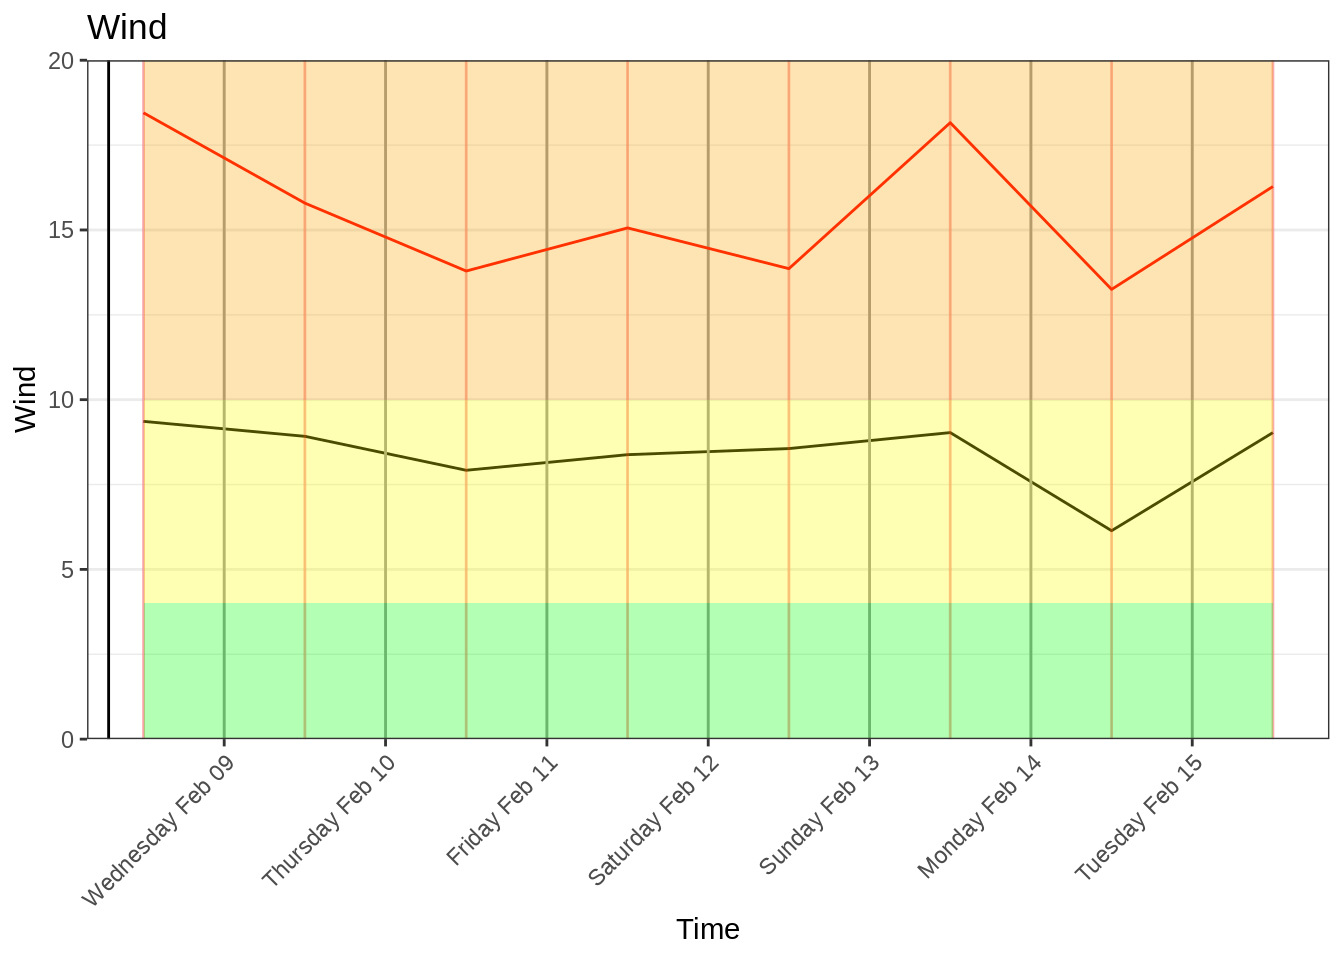 Wind
Wind
20
15
10
5
0
Wednesday Feb 09
Thursday Feb 10
Friday Feb 11
Saturday Feb 12
Sunday Feb 13
Monday Feb 14
Tuesday Feb 15
Time